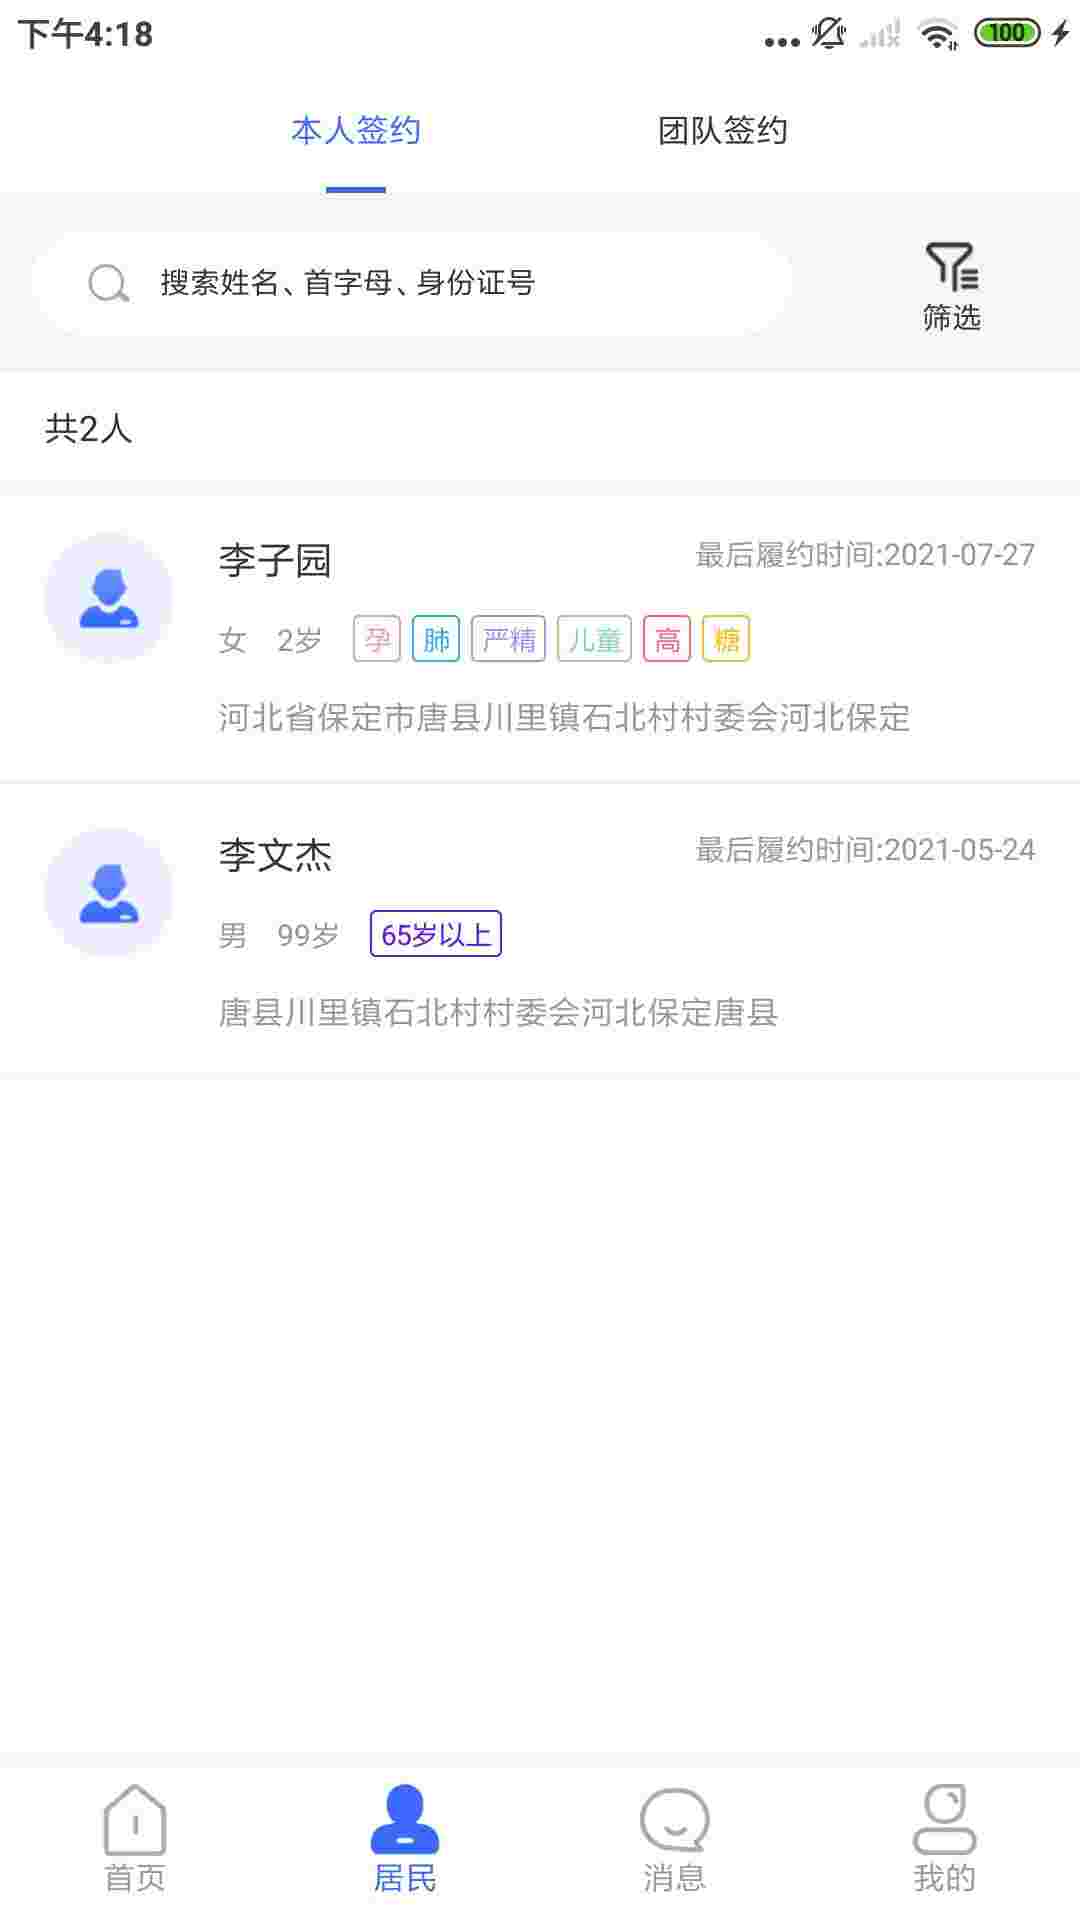 下午4:18
100
本人签约 团队签约
搜索姓名、首字母、身份证号
筛选
共2人
李子园 最后履约时间:2021-07-27
女 2岁 孕 肺 严精 儿童 高 糖
河北省保定市唐县川里镇石北村村委会河北保定
李文杰 最后履约时间:2021-05-24
男 99岁 65岁以上
唐县川里镇石北村村委会河北保定唐县
首页 居民 消息 我的